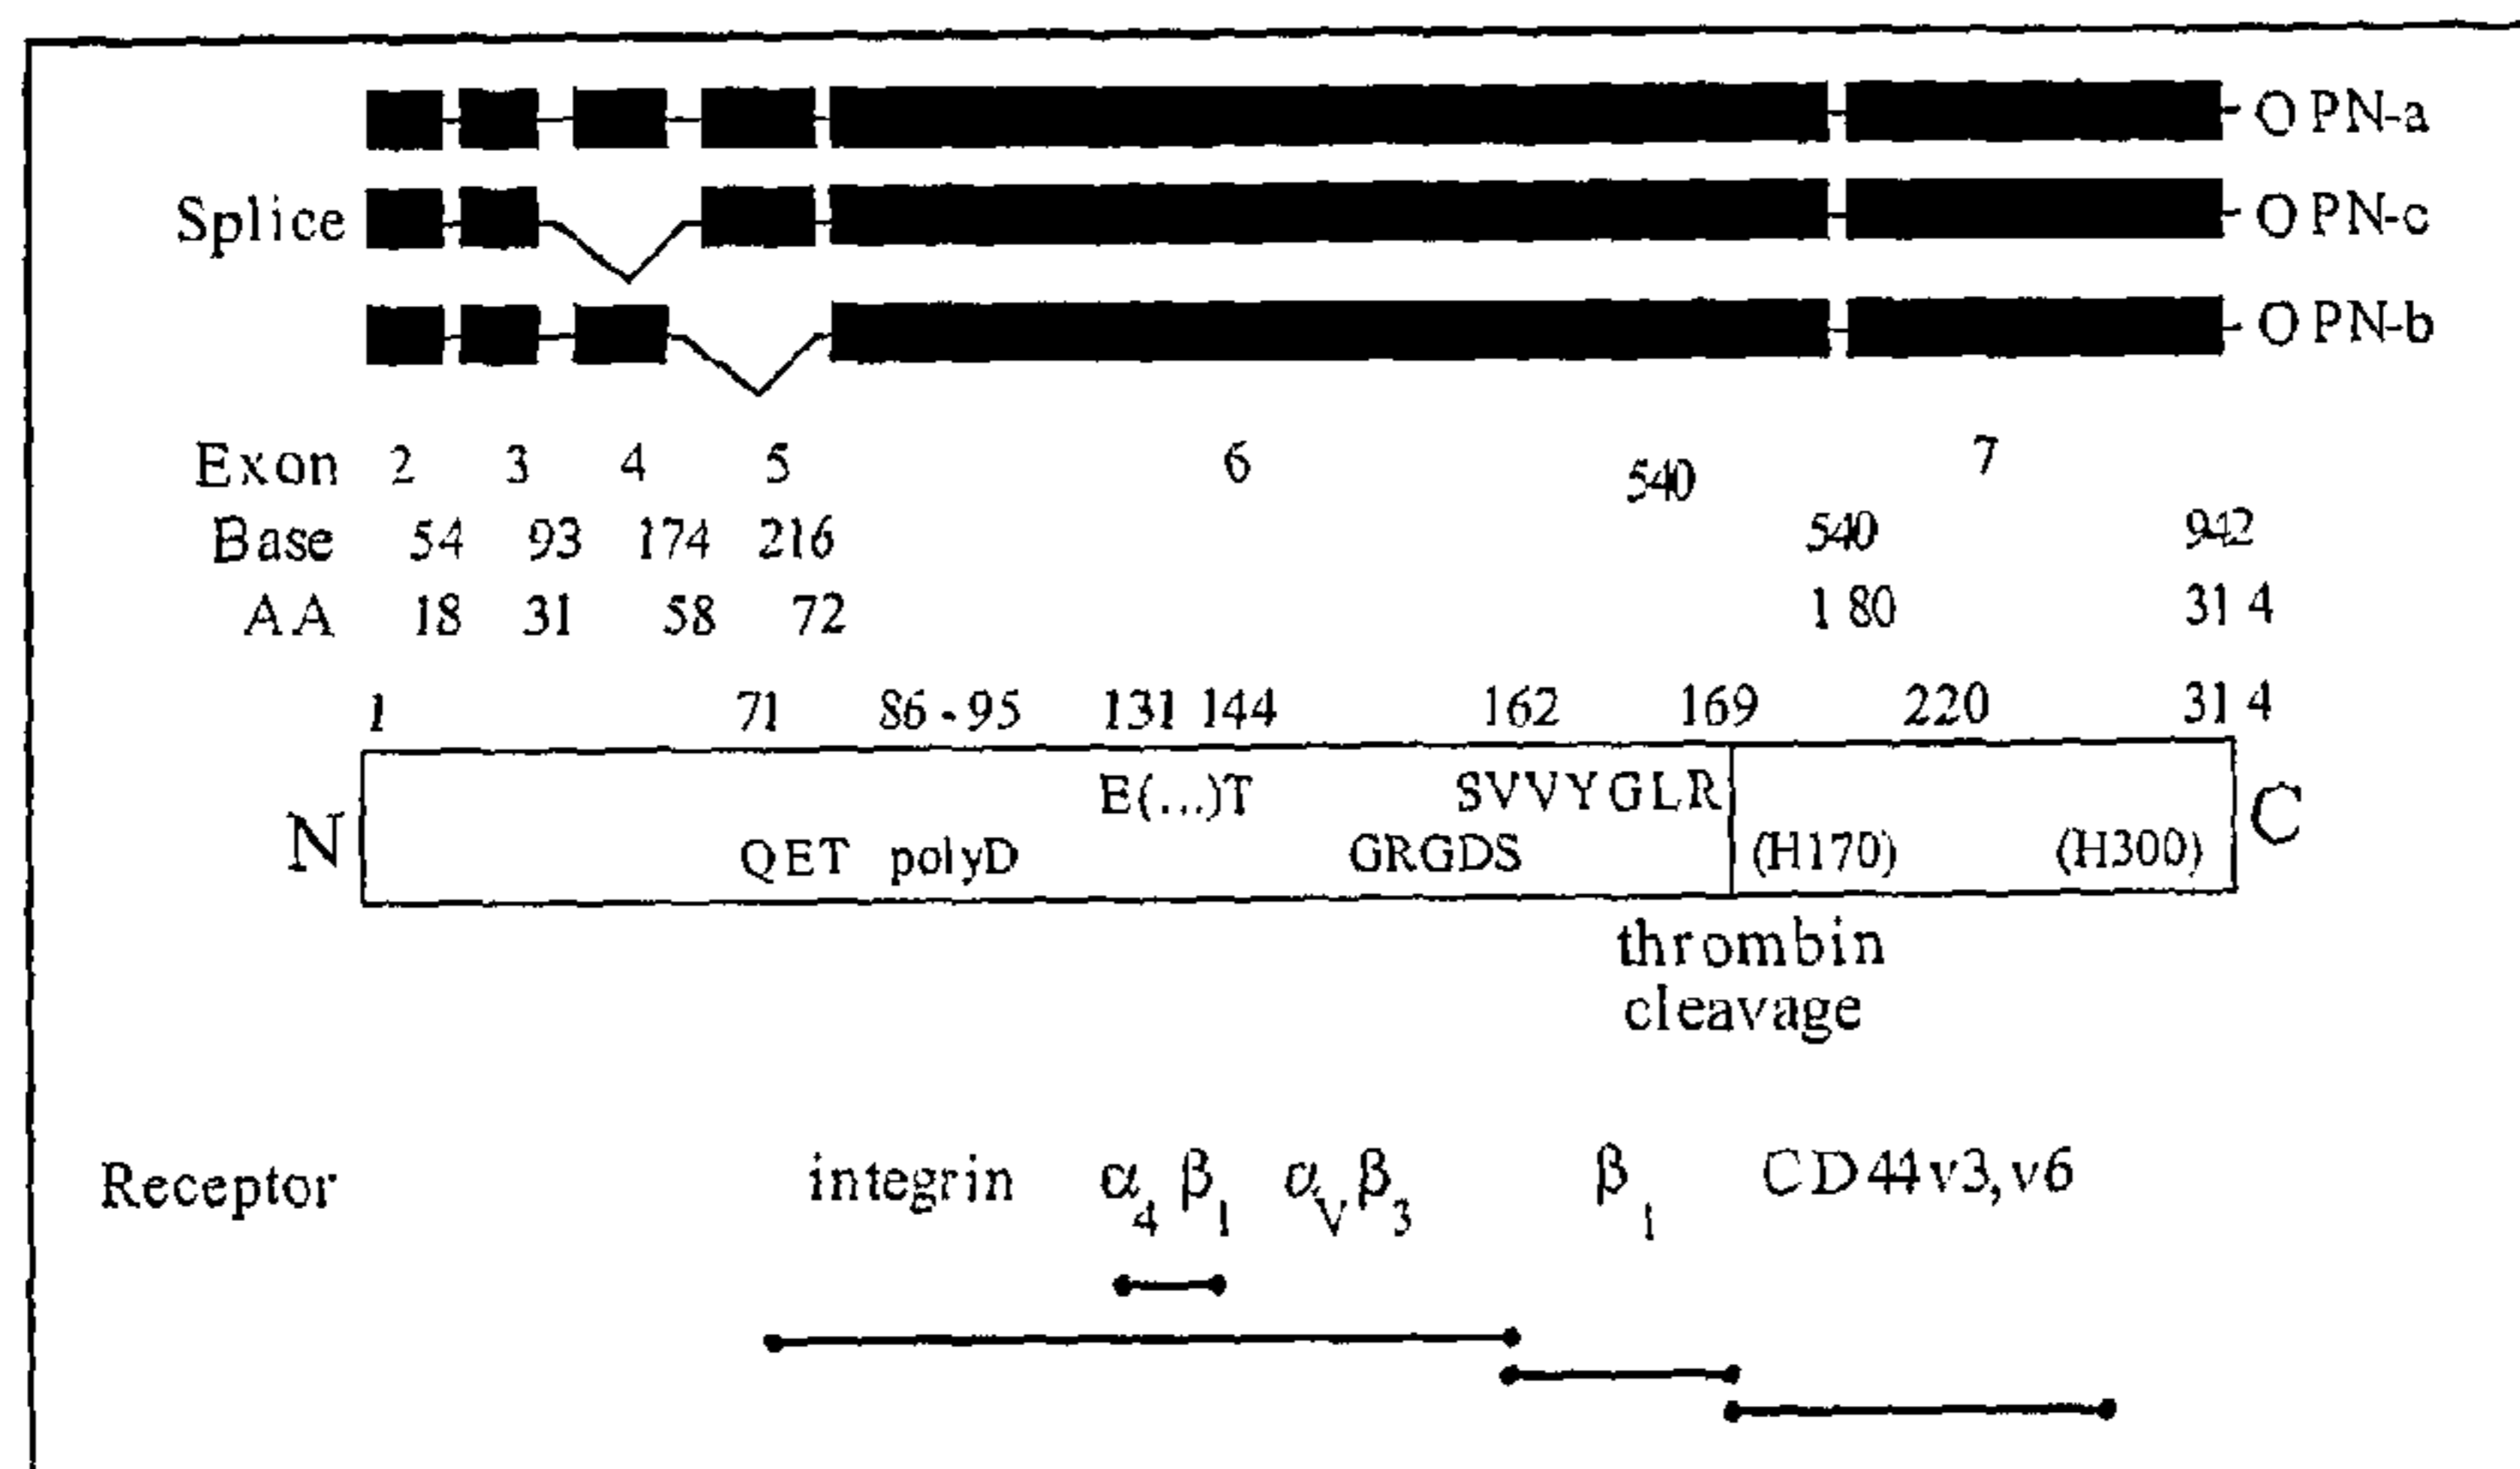 OPN-a
Splice OPN-c
OPN-b
Exon 2 3 4 5 6 540 7
Base 54 93 174 216 540 942
AA 18 31 58 72 180 314
1 71 86-95 131 144 162 169 220 314
E(...)T SVVYGLR
N QET polyD GRGDS (H170) (H300) C
thrombin
cleavage
Receptor integrin α4β1 αVβ3 β1 CD44v3,v6